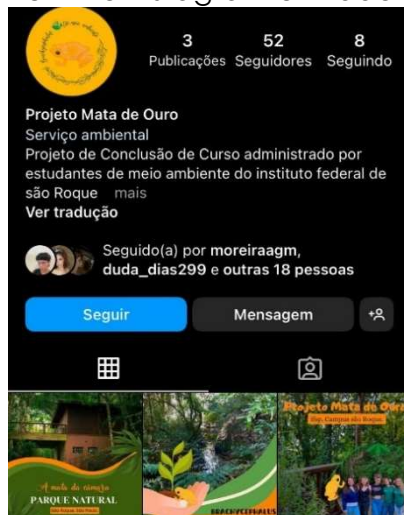 3 52 8
Publicações Seguidores Seguindo
Projeto Mata de Ouro
Serviço ambiental
Projeto de Conclusão de Curso administrado por
estudantes de meio ambiente do instituto federal de
são Roque mais
Ver tradução
Seguido(a) por moreiraagm,
duda_dias299 e outras 18 pessoas
Seguir Mensagem
A mata da câmara
PARQUE NATURAL
BRACHYCEPHALUS
Projeto Mata de Ouro